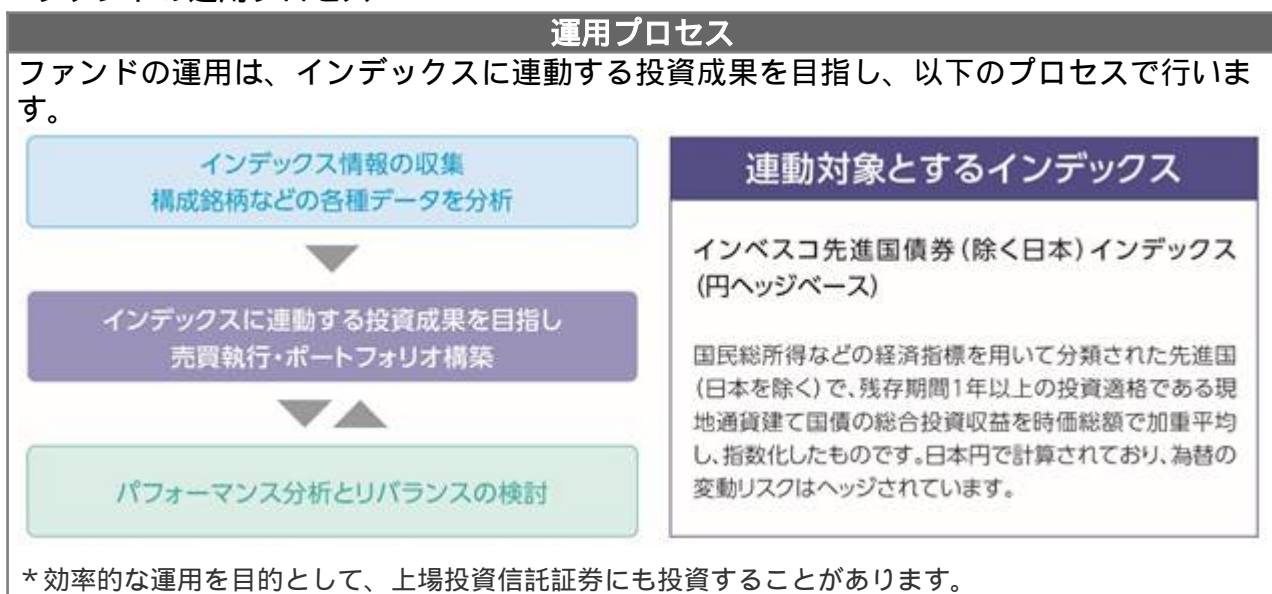 運用プロセス
ファンドの運用は、インデックスに連動する投資成果を目指し、以下のプロセスで行いま
す。
インデックス情報の収集
構成銘柄などの各種データを分析
インデックスに連動する投資成果を目指し
売買執行・ポートフォリオ構築
パフォーマンス分析とリバランスの検討
連動対象とするインデックス
インベスコ先進国債券(除く日本)インデックス
(円ヘッジベース)
国民総所得などの経済指標を用いて分類された先進国
(日本を除く)で、残存期間1年以上の投資適格である現
地通貨建て国債の総合投資収益を時価総額で加重平均
し、指数化したものです。日本円で計算されており、為替の
変動リスクはヘッジされています。
*効率的な運用を目的として、上場投資信託証券にも投資することがあります。